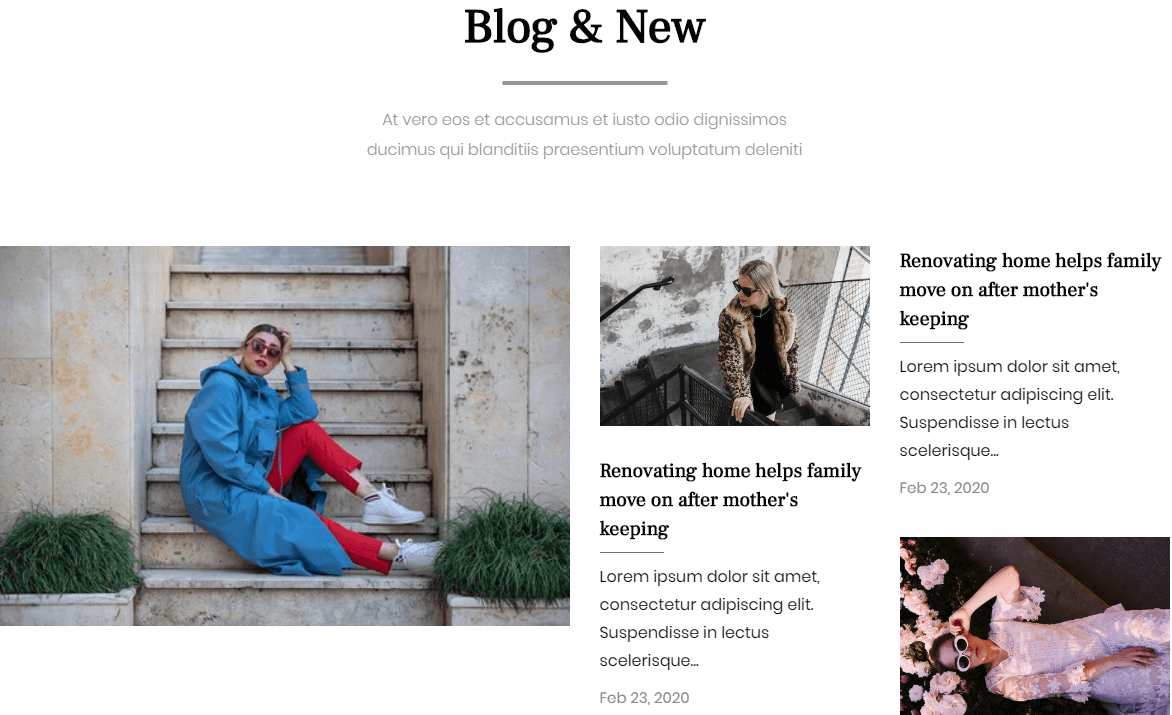 Blog & New
At vero eos et accusamus et iusto odio dignissimos
ducimus qui blanditiis praesentium voluptatum deleniti
Renovating home helps family
move on after mother's
keeping
Lorem ipsum dolor sit amet,
consectetur adipiscing elit.
Suspendisse in lectus
scelerisque...
Feb 23, 2020
Renovating home helps family
move on after mother's
keeping
Lorem ipsum dolor sit amet,
consectetur adipiscing elit.
Suspendisse in lectus
scelerisque...
Feb 23, 2020